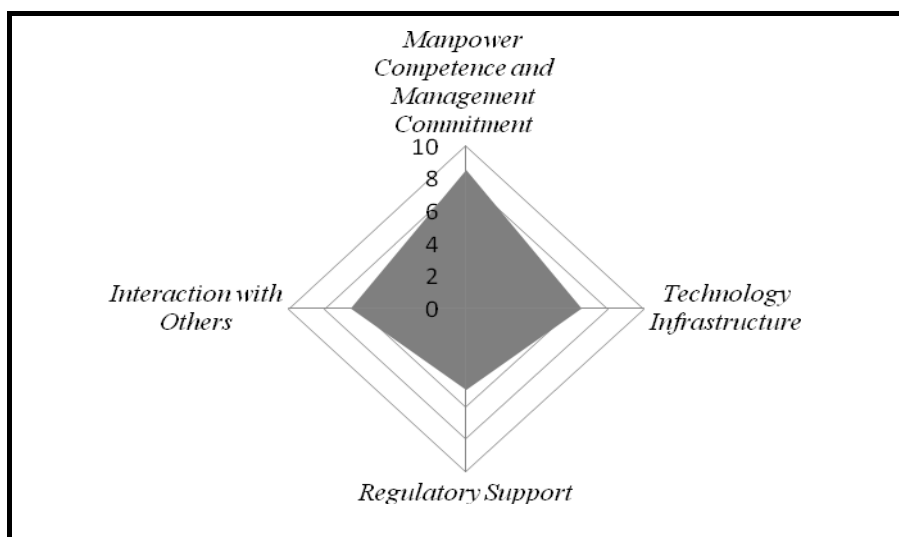 Manpower
Competence and
Management
Commitment
10
8
6
4
2
0
Interaction with
Others
Technology
Infrastructure
Regulatory Support